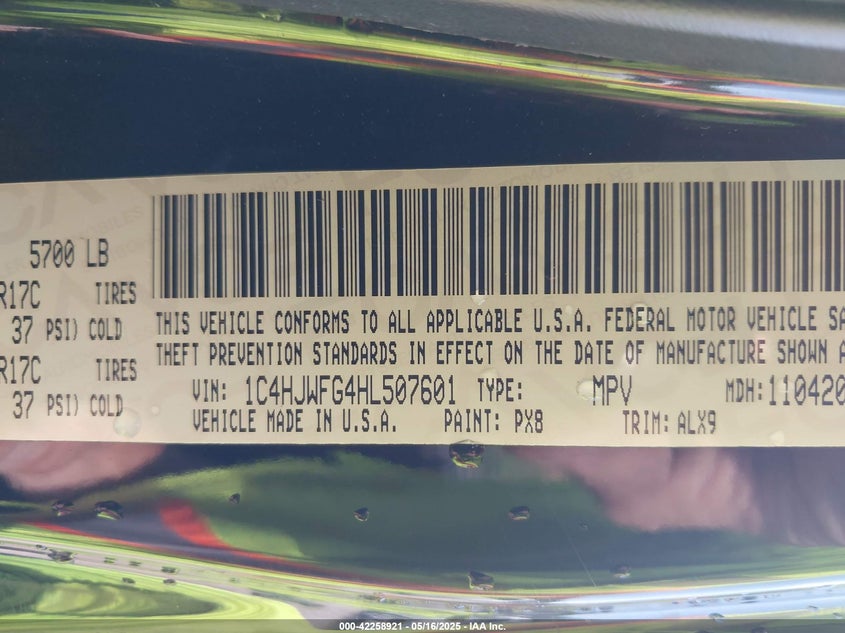 5700 LB
R17C TIRES
37 PSI) COLD
R17C TIRES
37 PSI) COLD
THIS VEHICLE CONFORMS TO ALL APPLICABLE U.S.A. FEDERAL MOTOR VEHICLE SA
THEFT PREVENTION STANDARDS IN EFFECT ON THE DATE OF MANUFACTURE SHOWN A
VIN: 1C4HJWFG4HL507601 TYPE: MPV MDH: 110420
VEHICLE MADE IN U.S.A. PAINT: PX8 TRIM: ALX9
000-42258921 - 05/16/2025 - IAA Inc.